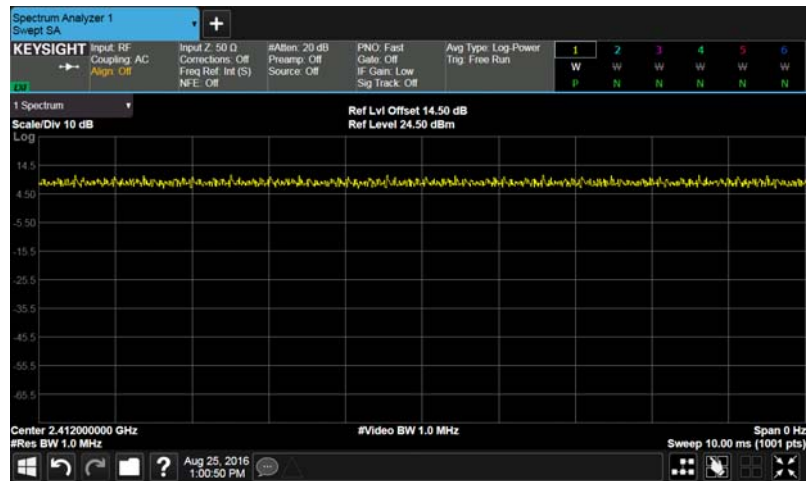 Spectrum Analyzer 1
Swept SA
+
KEYSIGHT
Input: RF
Coupling: AC
Align: Off
Input Z: 50 Ω
Corrections: Off
Freq Ref: Int (S)
NFE: Off
#Atten: 20 dB
Preamp: Off
Source: Off
PNO: Fast
Gate: Off
IF Gain: Low
Sig Track: Off
Avg Type: Log-Power
Trig: Free Run
1 2 3 4 5 6
W W W W W W
P N N N N N
1 Spectrum
Scale/Div 10 dB
Ref Lvl Offset 14.50 dB
Ref Level 24.50 dBm
Log
14.5
4.50
-5.50
-15.5
-25.5
-35.5
-45.5
-55.5
-65.5
Center 2.412000000 GHz
#Res BW 1.0 MHz
#Video BW 1.0 MHz
Span 0 Hz
Sweep 10.00 ms (1001 pts)
?
Aug 25, 2016
1:00:50 PM